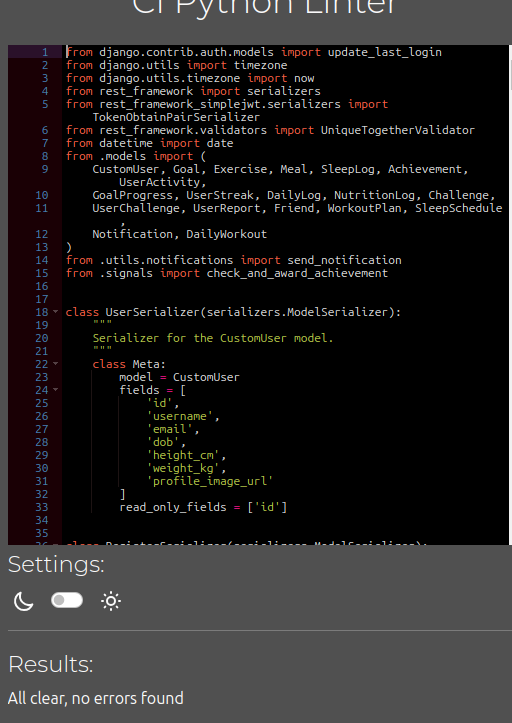 CI Python Linter
1 from django.contrib.auth.models import update_last_login
2 from django.utils import timezone
3 from django.utils.timezone import now
4 from rest_framework import serializers
5 from rest_framework_simplejwt.serializers import
TokenObtainPairSerializer
6 from rest_framework.validators import UniqueTogetherValidator
7 from datetime import date
8 from .models import (
9 CustomUser, Goal, Exercise, Meal, SleepLog, Achievement,
UserActivity,
10 GoalProgress, UserStreak, DailyLog, NutritionLog, Challenge,
11 UserChallenge, UserReport, Friend, WorkoutPlan, SleepSchedule
,
12 Notification, DailyWorkout
13 )
14 from .utils.notifications import send_notification
15 from .signals import check_and_award_achievement
16
17
18 class UserSerializer(serializers.ModelSerializer):
19 """
20 Serializer for the CustomUser model.
21 """
22 class Meta:
23 model = CustomUser
24 fields = [
25 'id',
26 'username',
27 'email',
28 'dob',
29 'height_cm',
30 'weight_kg',
31 'profile_image_url'
32 ]
33 read_only_fields = ['id']
34
35
36 class RegisterSerializer(serializers.ModelSerializer):
Settings:
Results:
All clear, no errors found